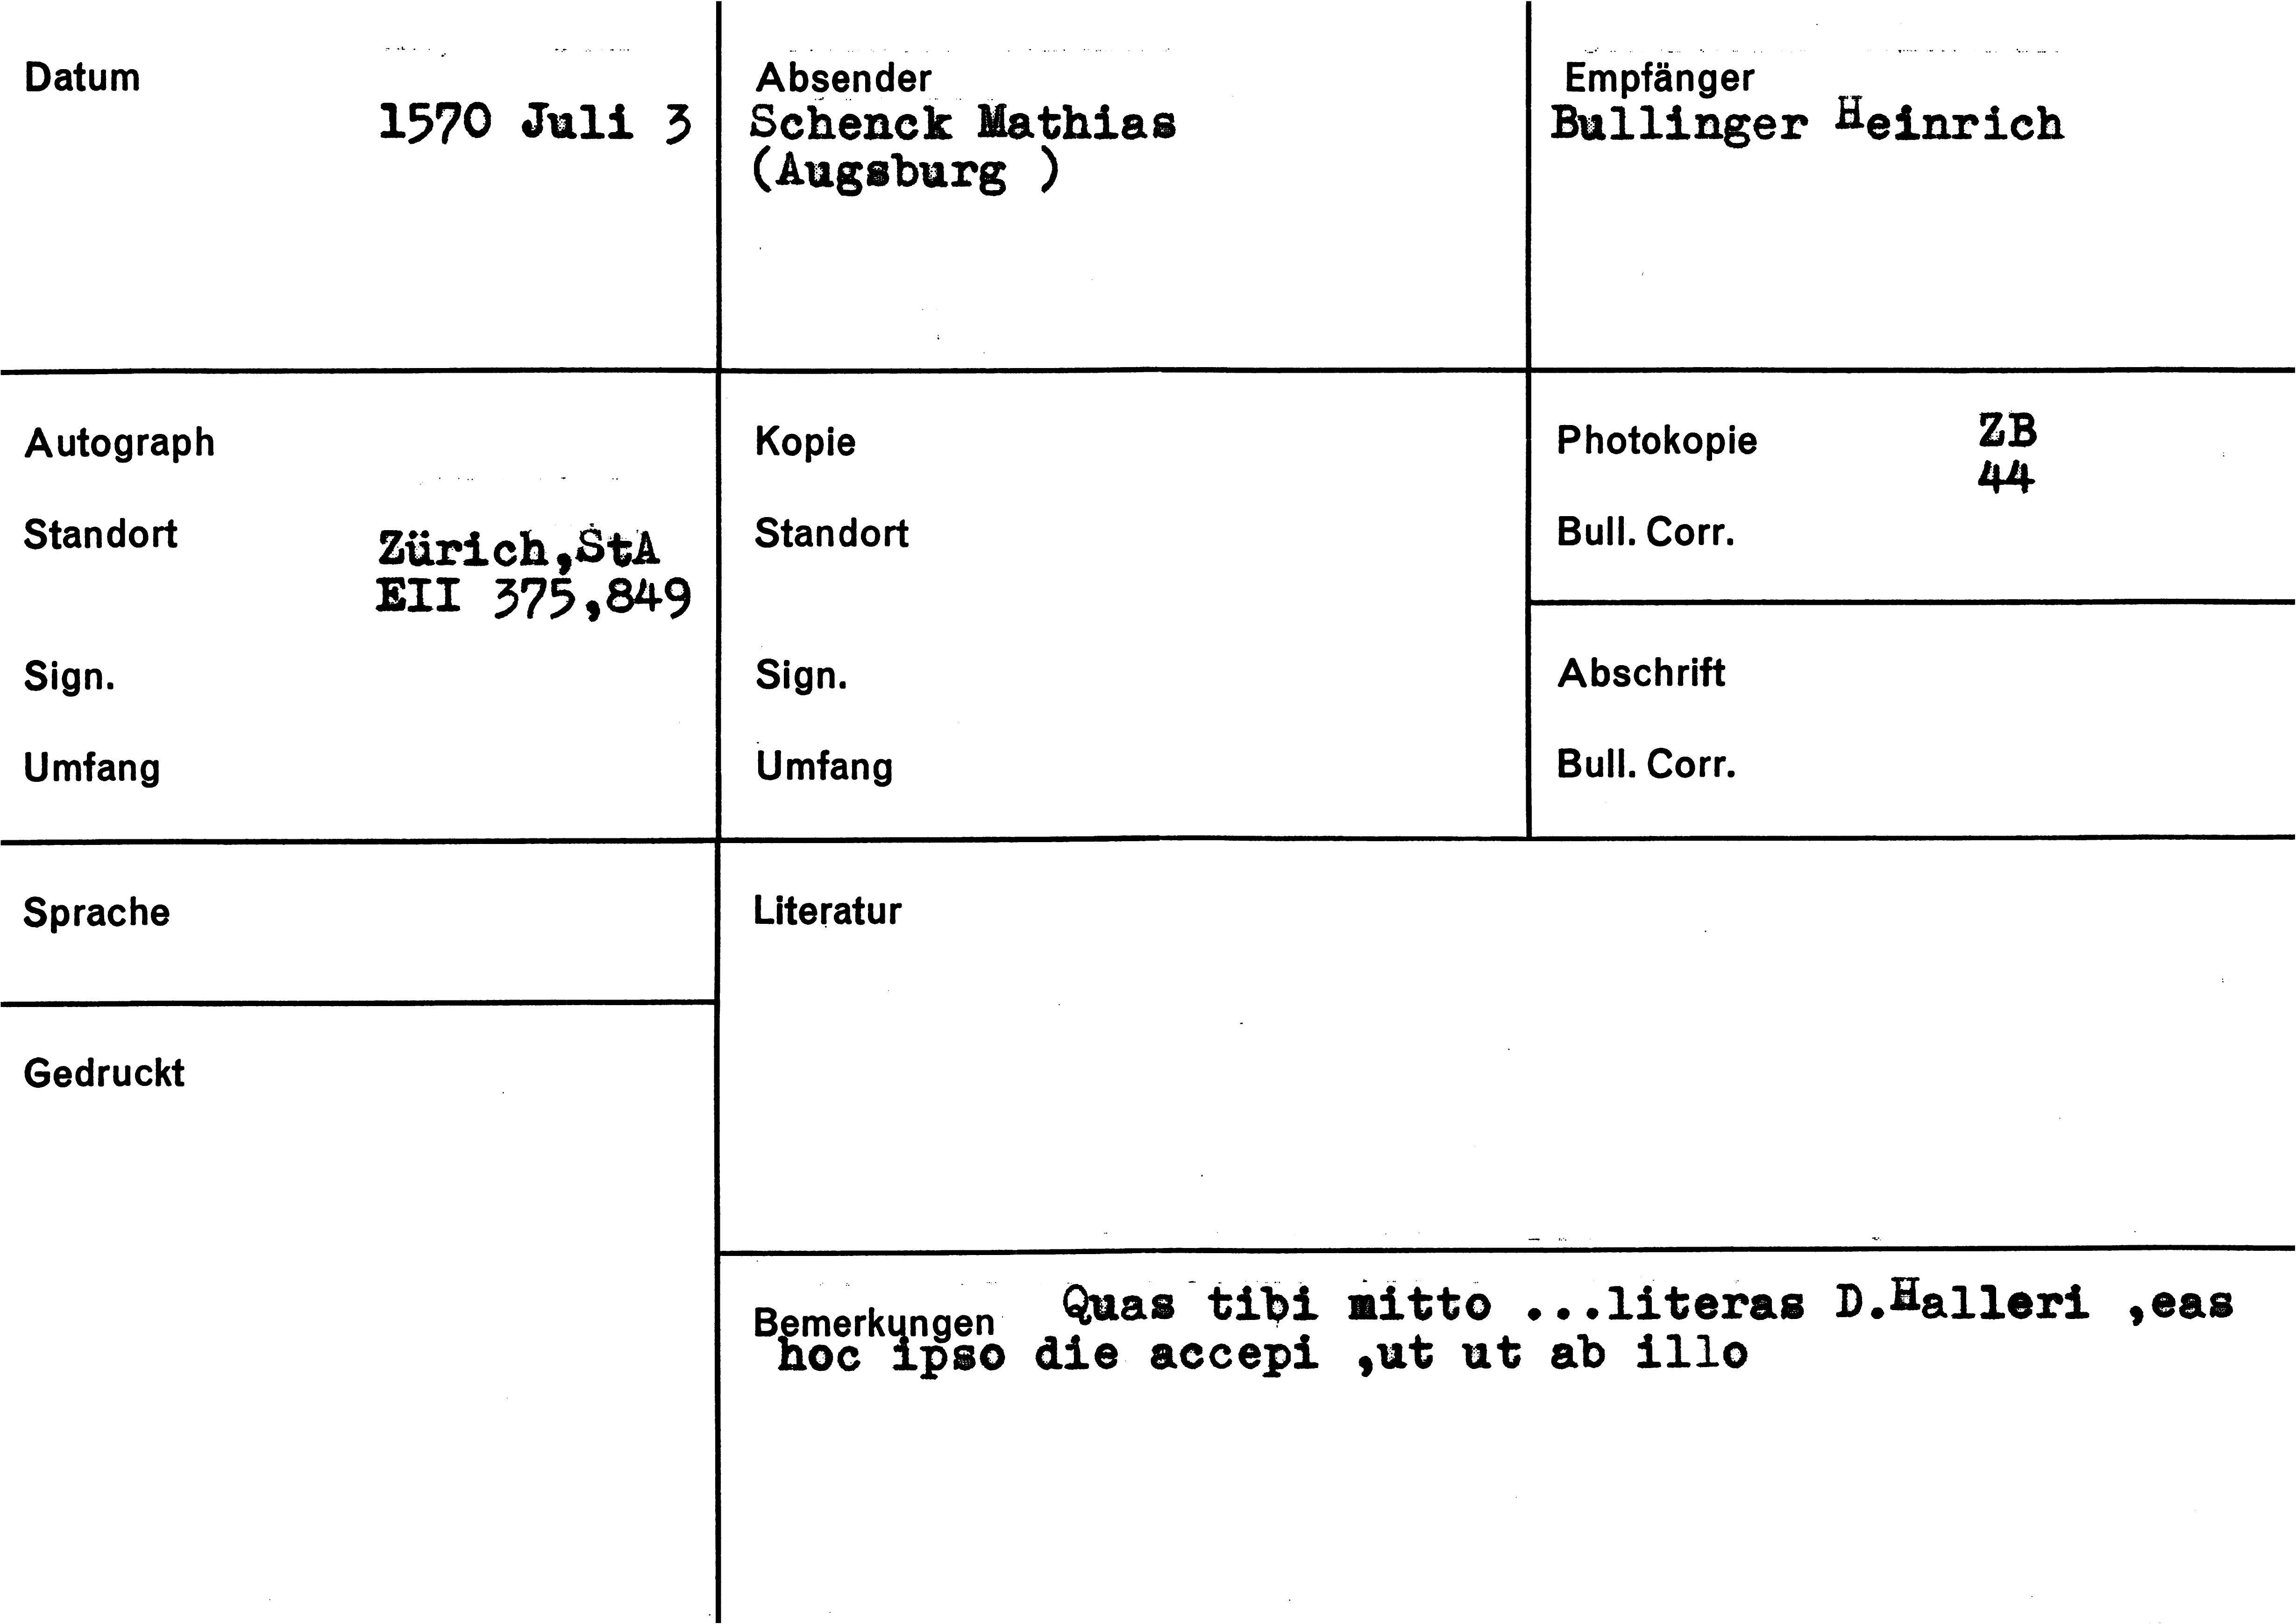 Datum
1570 Juli 3
Absender
Schenck Mathias
(Augsburg )
Empfänger
Bullinger Heinrich
Autograph
Standort
Zürich,StA
EII 375,849
Sign.
Umfang
Kopie
Standort
Sign.
Umfang
Photokopie
ZB
44
Bull. Corr.
Abschrift
Bull. Corr.
Sprache
Literatur
Gedruckt
Bemerkungen Quas tibi mitto ...literas D.Halleri ,eas
hoc ipso die accepi ,ut ut ab illo